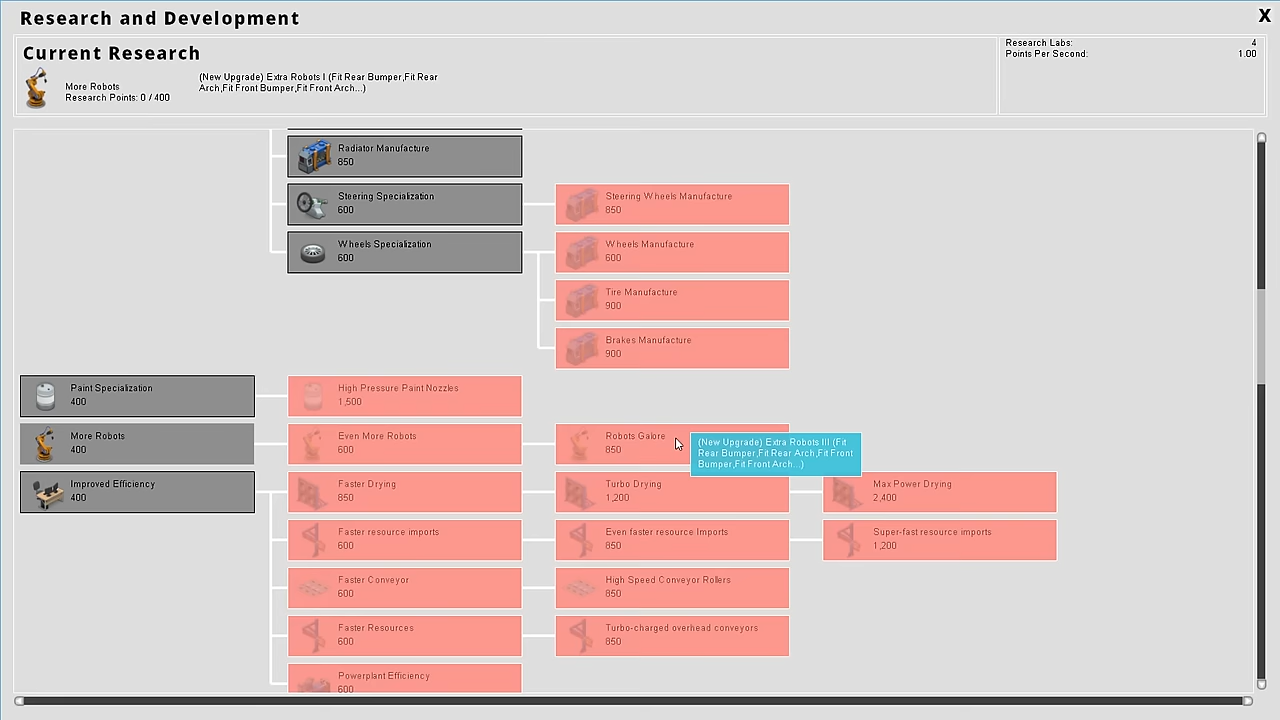 Research and Development
X
Current Research
More Robots
Research Points: 0 / 400
(New Upgrade) Extra Robots I (Fit Rear Bumper,Fit Rear
Arch,Fit Front Bumper,Fit Front Arch...)
Research Labs: 4
Points Per Second: 1.00
Radiator Manufacture
850
Steering Specialization
600
Steering Wheels Manufacture
850
Wheels Specialization
600
Wheels Manufacture
600
Tire Manufacture
900
Brakes Manufacture
900
Paint Specialization
400
High Pressure Paint Nozzles
1,500
More Robots
400
Even More Robots
600
Robots Galore
850
(New Upgrade) Extra Robots III (Fit
Rear Bumper,Fit Rear Arch,Fit Front
Bumper,Fit Front Arch...)
Improved Efficiency
400
Faster Drying
850
Turbo Drying
1,200
Max Power Drying
2,400
Faster resource imports
600
Even faster resource Imports
850
Super-fast resource imports
1,200
Faster Conveyor
600
High Speed Conveyor Rollers
850
Faster Resources
600
Turbo-charged overhead conveyors
850
Powerplant Efficiency
600